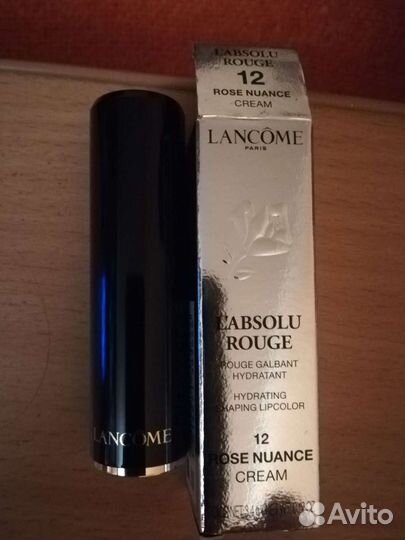 L'ABSOLU
ROUGE
12
ROSE NUANCE
CREAM
LANCÔME
PARIS
L'ABSOLU
ROUGE
ROUGE GALBANT
HYDRATANT
HYDRATING
SHAPING LIPCOLOR
12
ROSE NUANCE
CREAM
LANCÔME
Avito